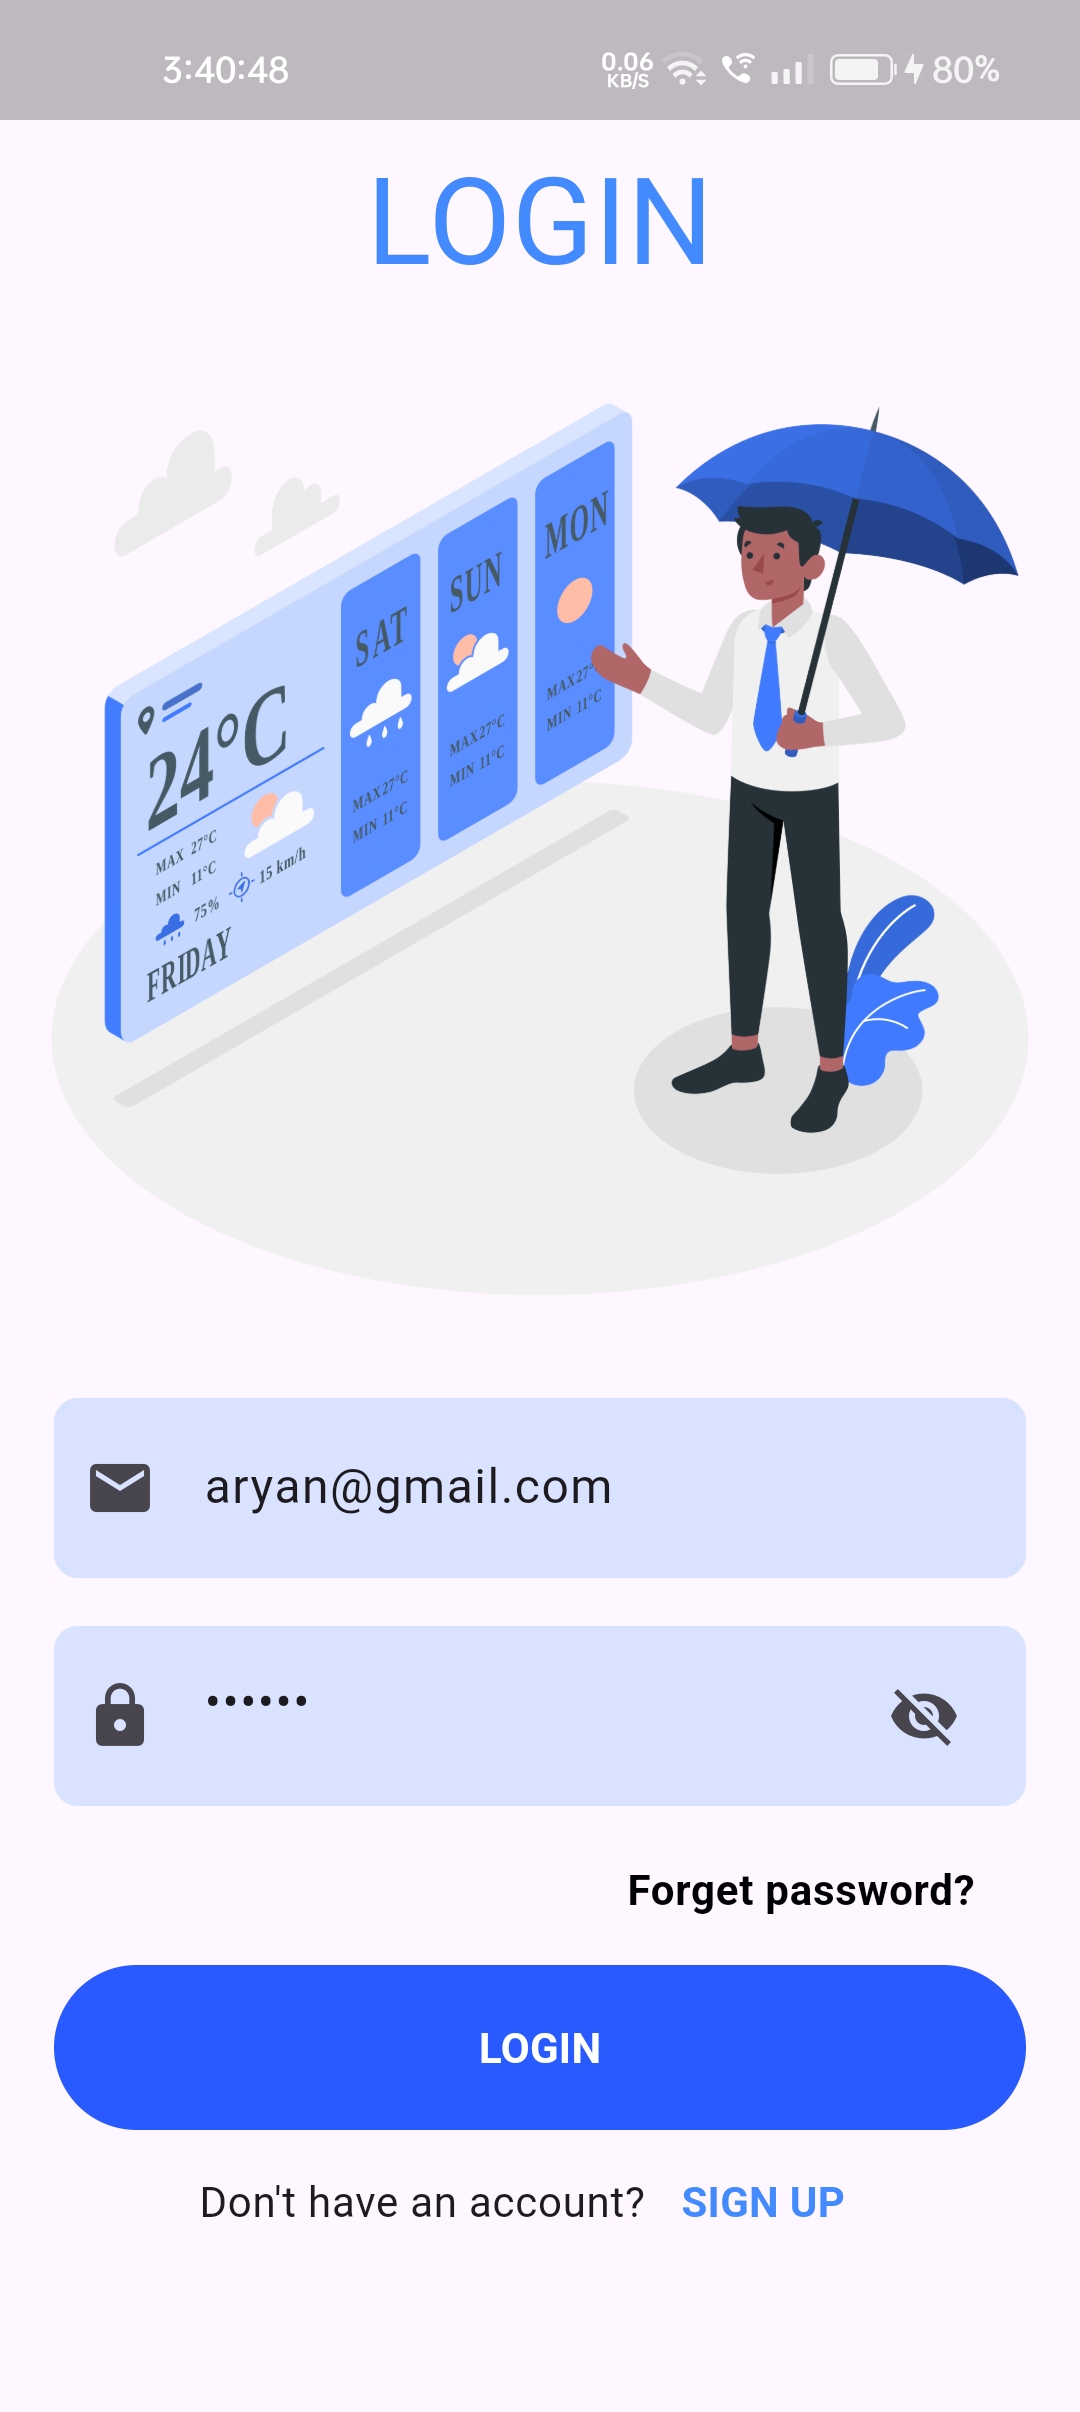 3:40:48 0.06 KB/S 80%
LOGIN
MON
SUN
SAT
24°C
MAX 27°C
MIN 11°C
MAX 27°C
MIN 11°C
MAX 27°C
MIN 11°C
MAX 27°C
MIN 11°C
15 km/h
75%
FRIDAY
aryan@gmail.com
••••••
Forget password?
LOGIN
Don't have an account? SIGN UP